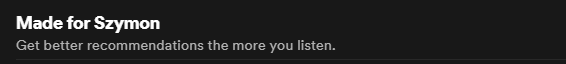 Made for Szymon
Get better recommendations the more you listen.